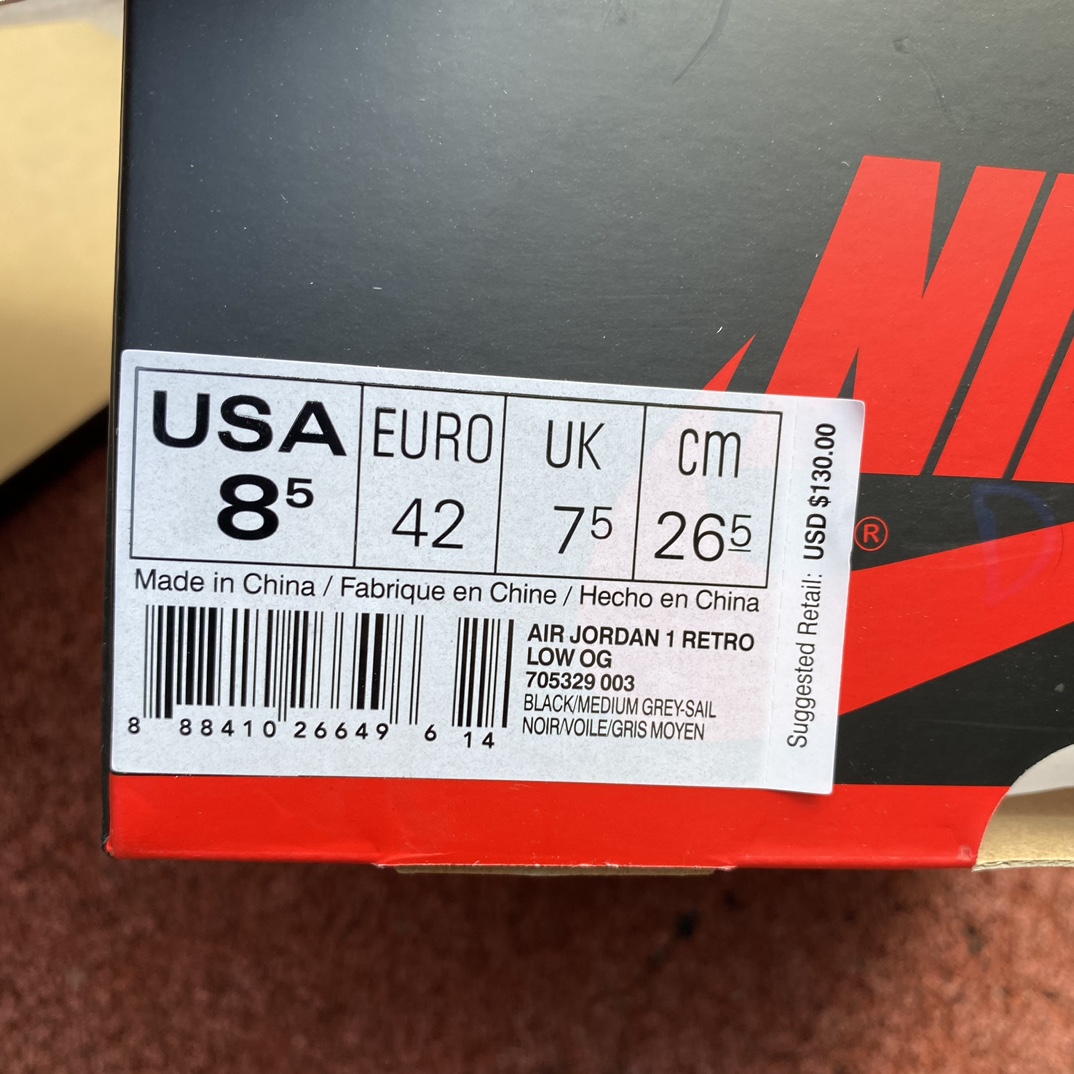 NI
®
USA EURO UK cm
8⁵ 42 7⁵ 26⁵
Made in China / Fabrique en Chine / Hecho en China
AIR JORDAN 1 RETRO
LOW OG
705329 003
BLACK/MEDIUM GREY-SAIL
NOIR/VOILE/GRIS MOYEN
8 88410 26649 6 14
Suggested Retail: USD $130.00